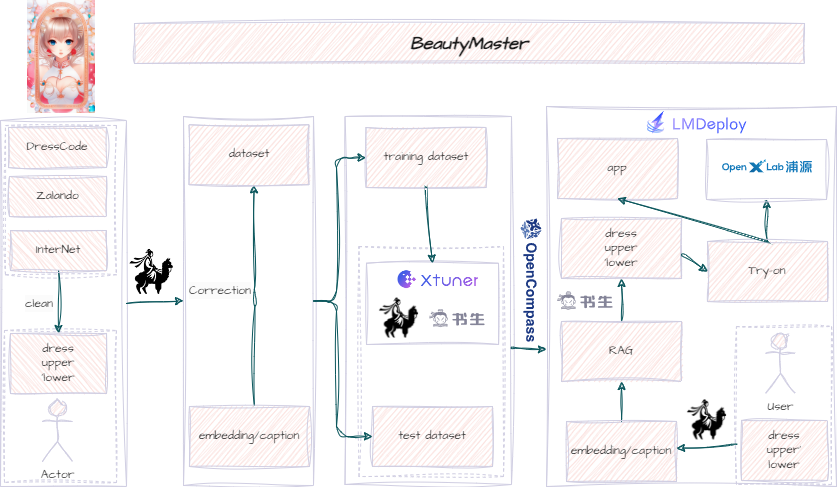 BeautyMaster
DressCode
Zalando
InterNet
clean
dress
upper
'lower
Actor
dataset
Correction
embedding/caption
training dataset
Xtuner
书生
test dataset
OpenCompass
LMDeploy
app
OpenXLab 浦源
dress
upper
'lower
Try-on
书生
RAG
User
embedding/caption
dress
upper'
lower